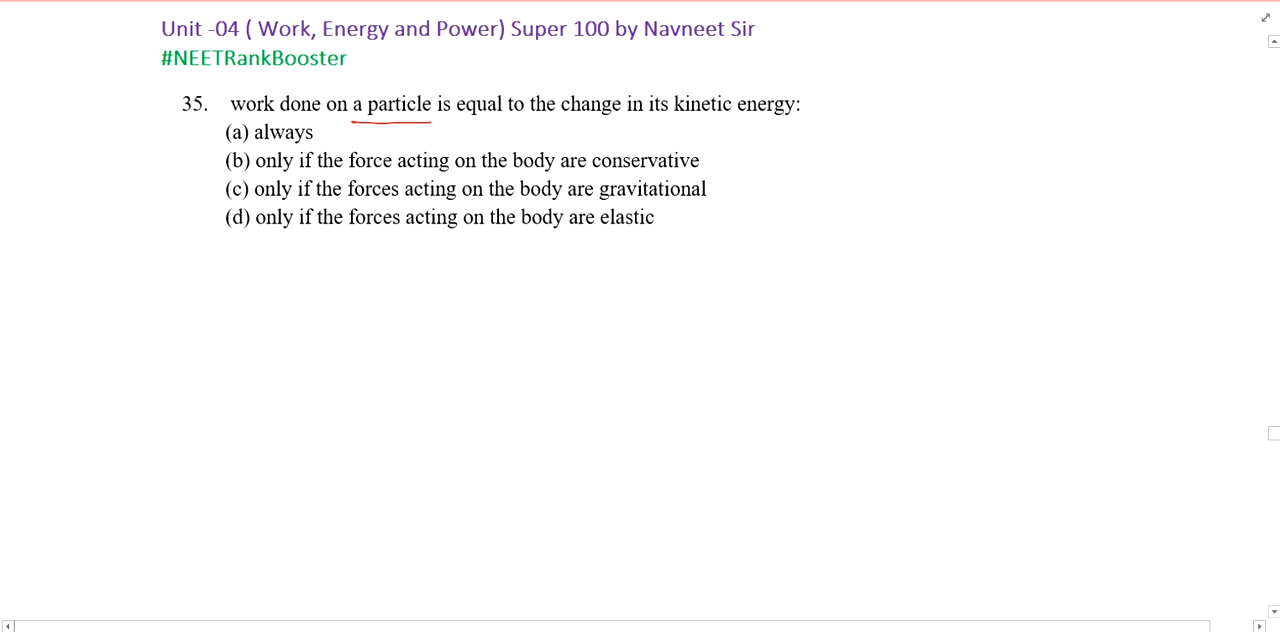 Unit -04 ( Work, Energy and Power) Super 100 by Navneet Sir
#NEETRankBooster
35. work done on a particle is equal to the change in its kinetic energy:
(a) always
(b) only if the force acting on the body are conservative
(c) only if the forces acting on the body are gravitational
(d) only if the forces acting on the body are elastic